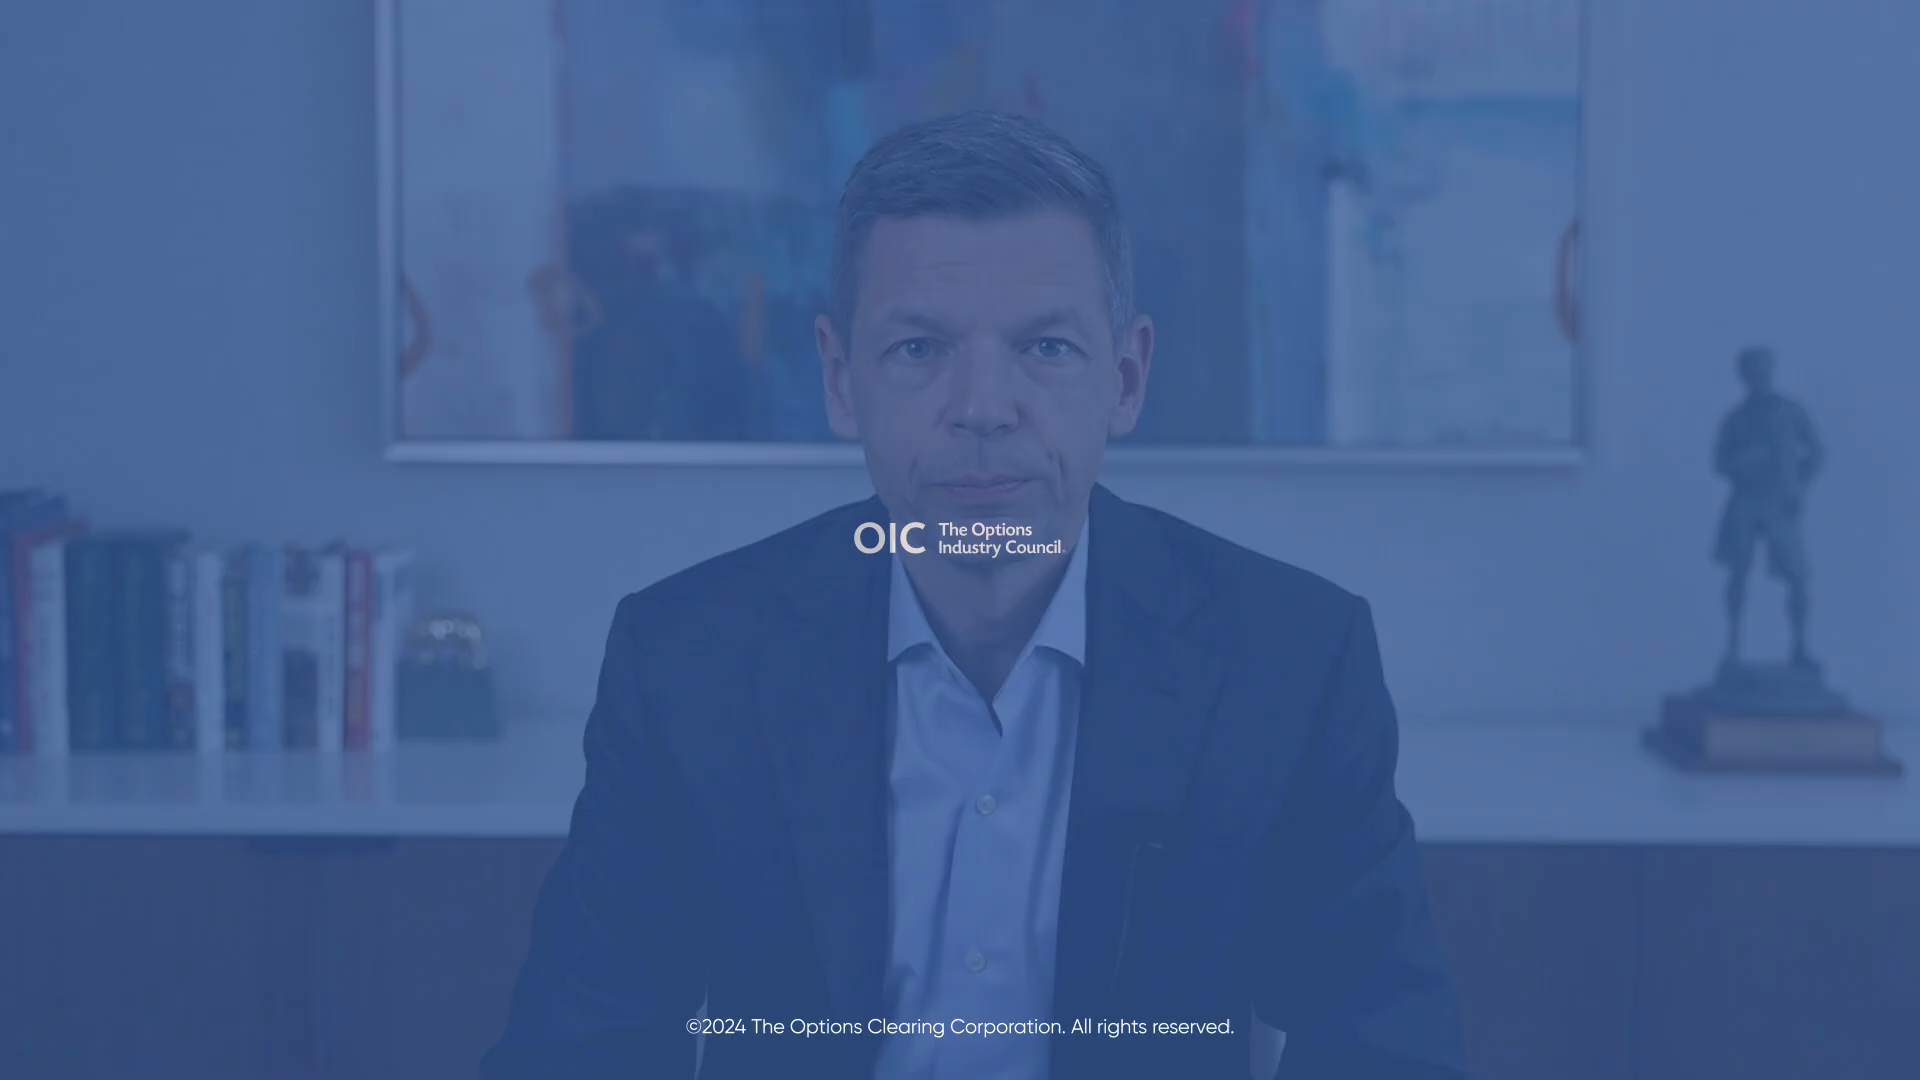 OIC The Options
Industry Council
©2024 The Options Clearing Corporation. All rights reserved.